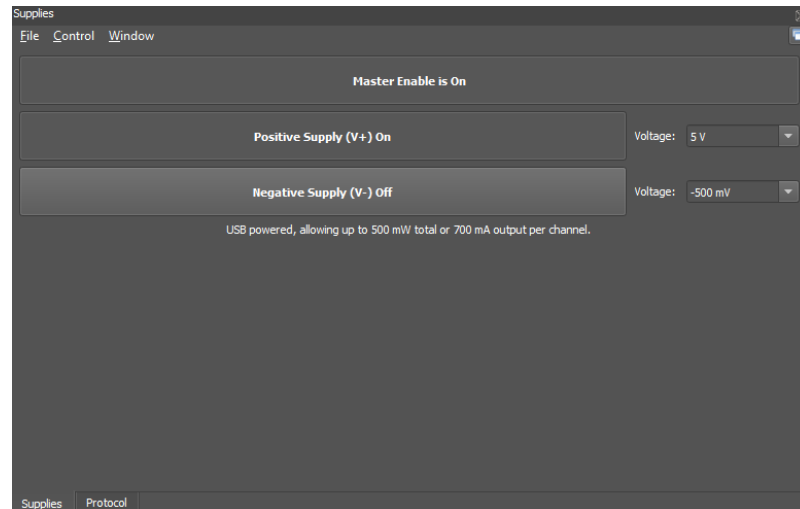 Supplies
File Control Window
Master Enable is On
Positive Supply (V+) On
Voltage: 5 V
Negative Supply (V-) Off
Voltage: -500 mV
USB powered, allowing up to 500 mW total or 700 mA output per channel.
Supplies Protocol